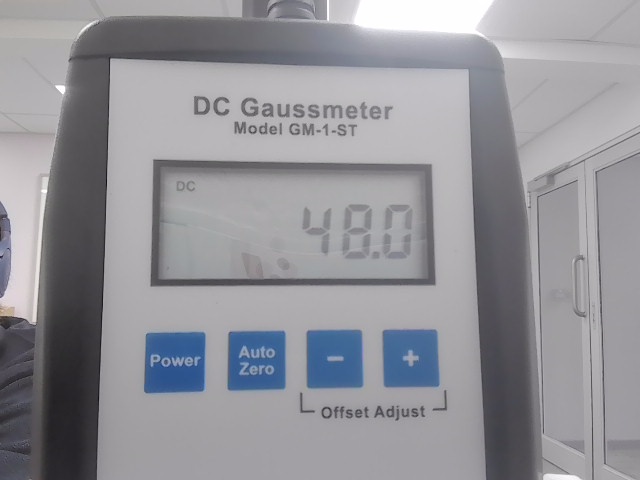 DC Gaussmeter
Model GM-1-ST
DC
48.0
Power
Auto
Zero
-
+
Offset Adjust